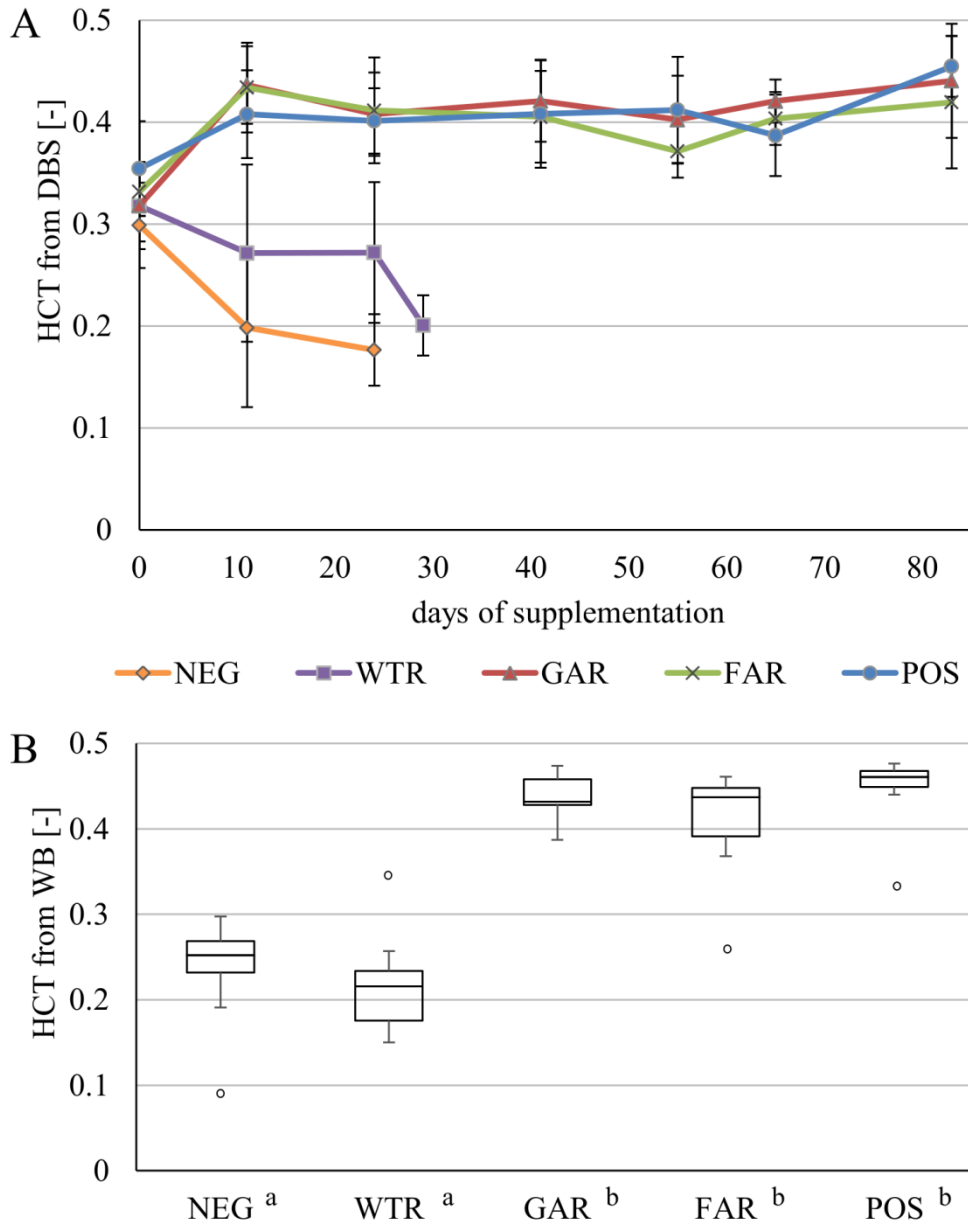 A
HCT from DBS [-]
0.5
0.4
0.3
0.2
0.1
0
0 10 20 30 40 50 60 70 80
days of supplementation
NEG WTR GAR FAR POS
B
HCT from WB [-]
0.5
0.4
0.3
0.2
0.1
0
NEG a WTR a GAR b FAR b POS b